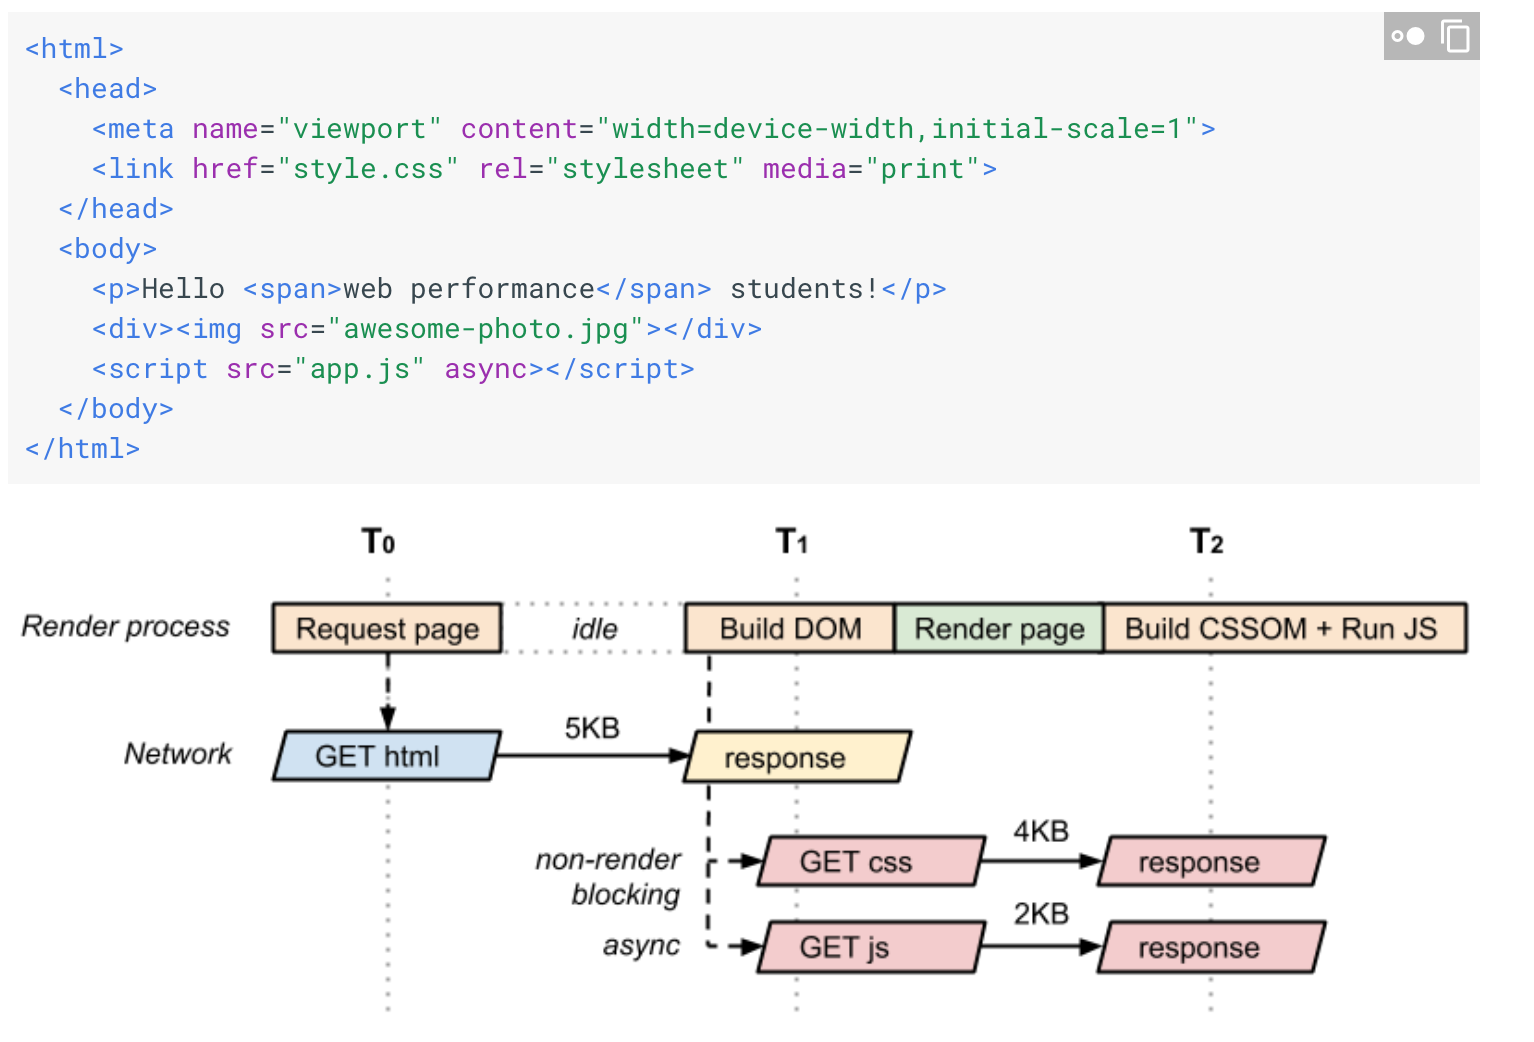 <html>
  <head>
    <meta name="viewport" content="width=device-width,initial-scale=1">
    <link href="style.css" rel="stylesheet" media="print">
  </head>
  <body>
    <p>Hello <span>web performance</span> students!</p>
    <div><img src="awesome-photo.jpg"></div>
    <script src="app.js" async></script>
  </body>
</html>
T0 T1 T2
Render process Request page idle Build DOM Render page Build CSSOM + Run JS
Network GET html 5KB response
non-render
blocking GET css 4KB response
async GET js 2KB response